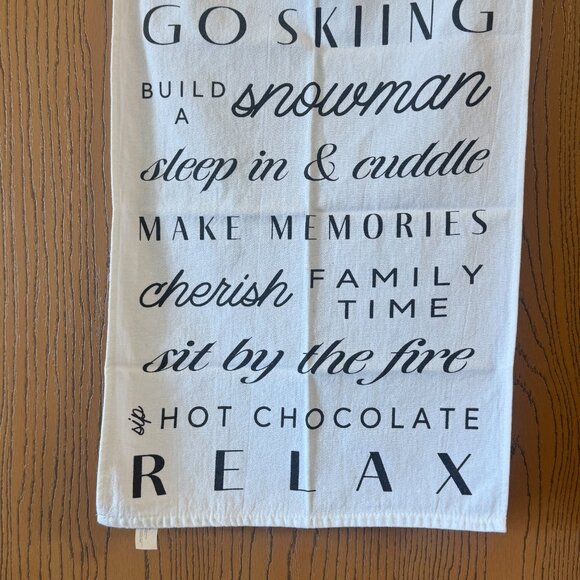 GO SKIING
BUILD A snowman
sleep in & cuddle
MAKE MEMORIES
cherish FAMILY TIME
sit by the fire
sip HOT CHOCOLATE
RELAX